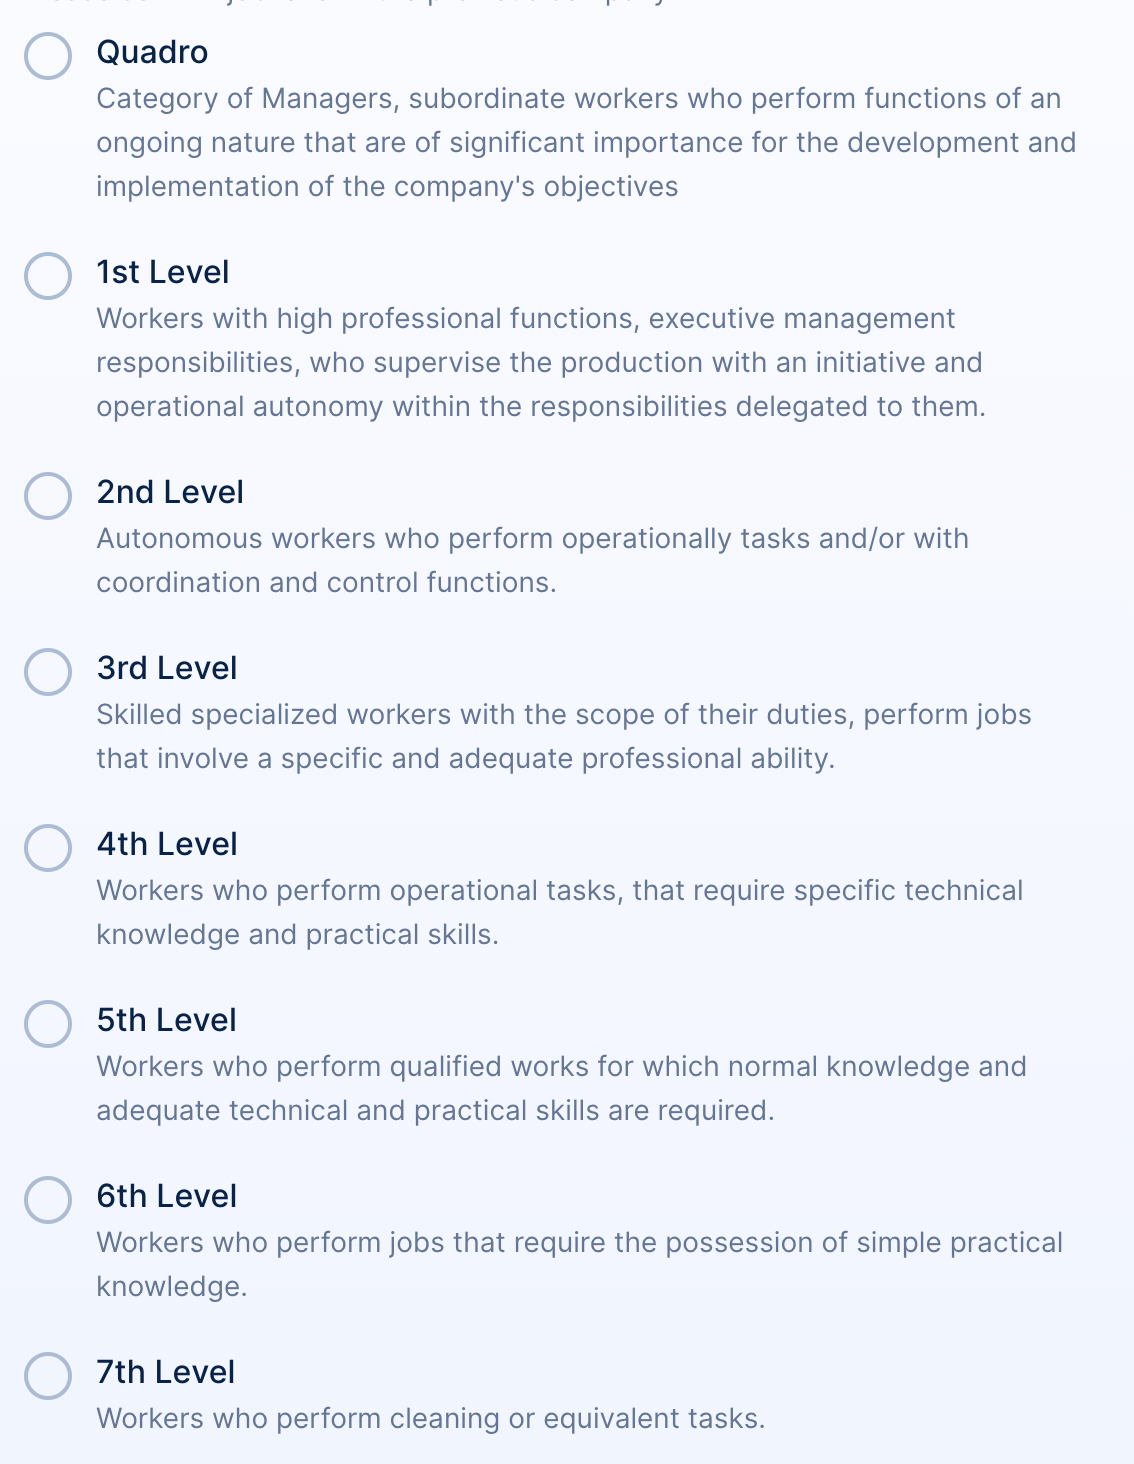 Quadro
Category of Managers, subordinate workers who perform functions of an
ongoing nature that are of significant importance for the development and
implementation of the company's objectives
1st Level
Workers with high professional functions, executive management
responsibilities, who supervise the production with an initiative and
operational autonomy within the responsibilities delegated to them.
2nd Level
Autonomous workers who perform operationally tasks and/or with
coordination and control functions.
3rd Level
Skilled specialized workers with the scope of their duties, perform jobs
that involve a specific and adequate professional ability.
4th Level
Workers who perform operational tasks, that require specific technical
knowledge and practical skills.
5th Level
Workers who perform qualified works for which normal knowledge and
adequate technical and practical skills are required.
6th Level
Workers who perform jobs that require the possession of simple practical
knowledge.
7th Level
Workers who perform cleaning or equivalent tasks.